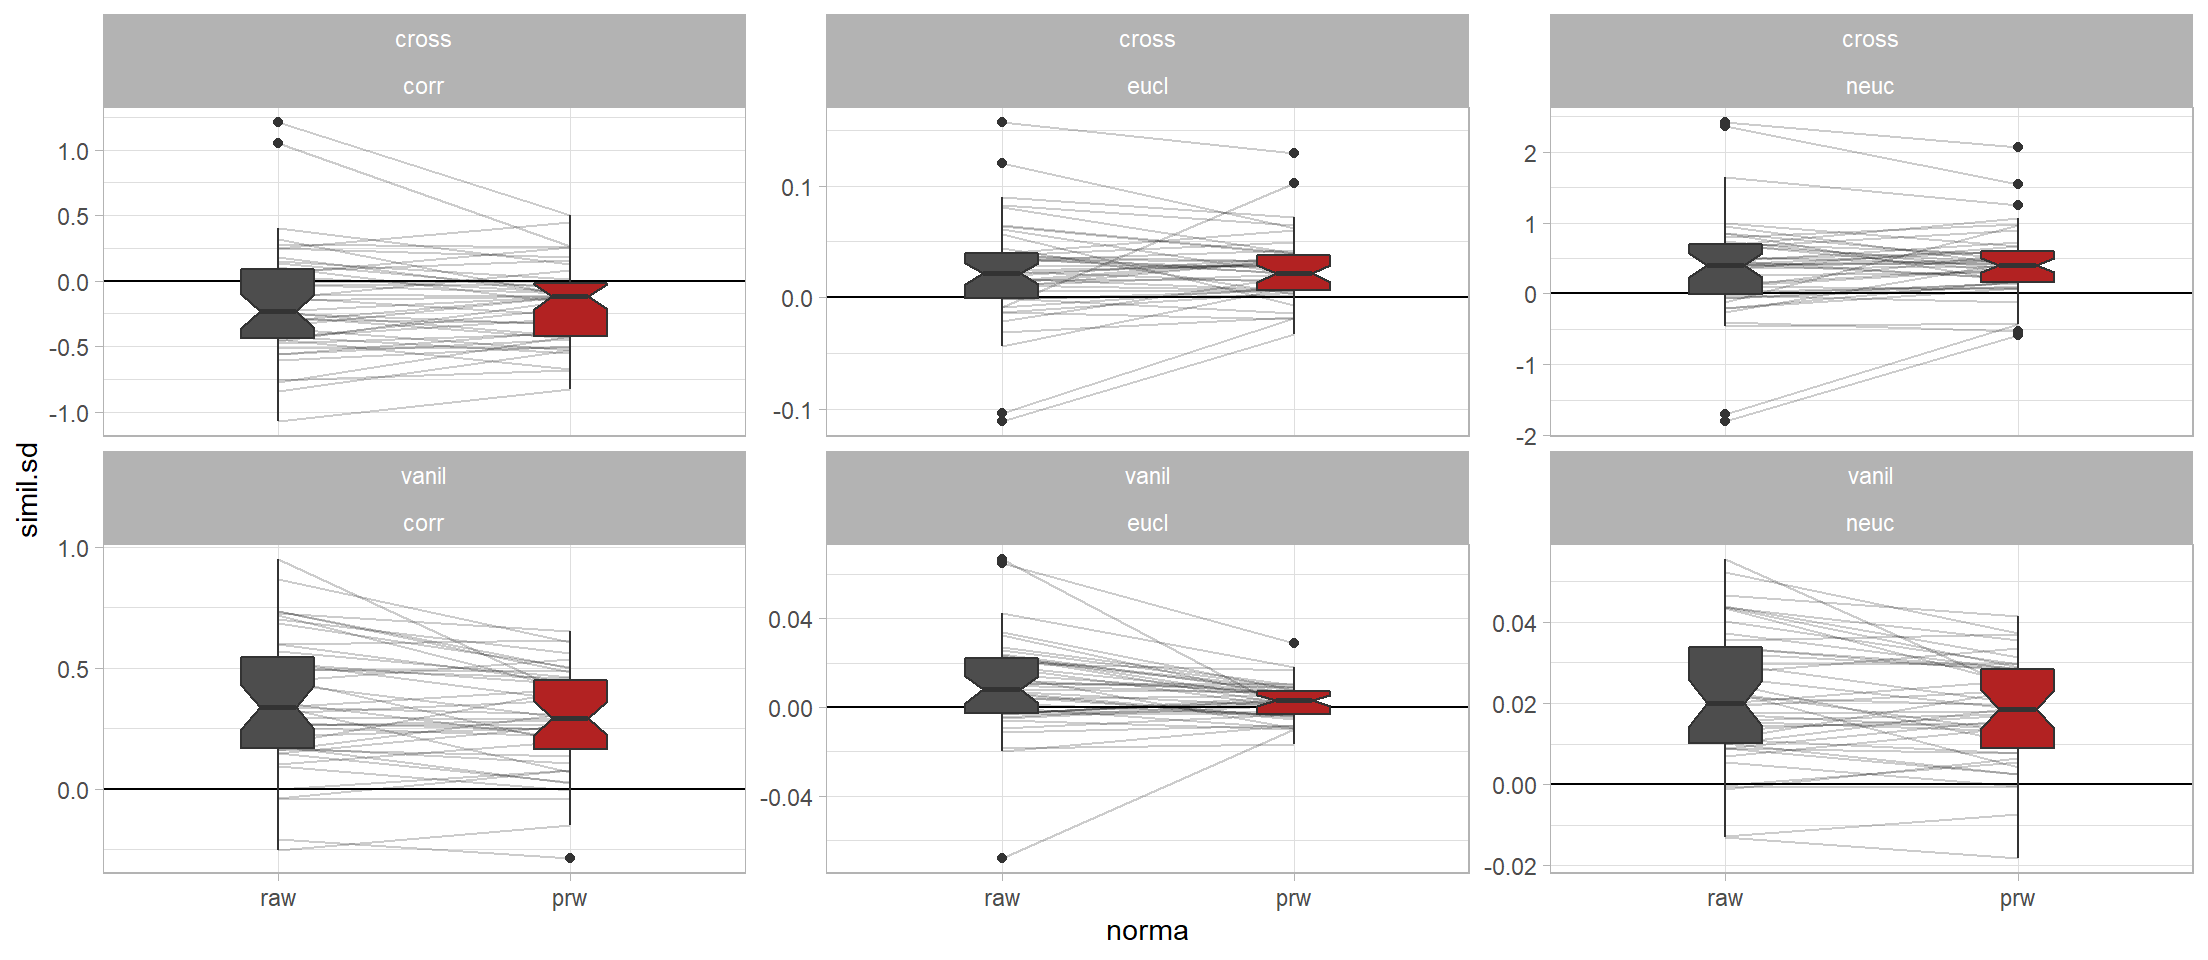 cross
corr
cross
eucl
cross
neuc
1.0
0.5
0.0
-0.5
-1.0
0.1
0.0
-0.1
2
1
0
-1
-2
simil.sd
vanil
corr
vanil
eucl
vanil
neuc
1.0
0.5
0.0
0.04
0.00
-0.04
0.04
0.02
0.00
-0.02
raw
prw
raw
prw
raw
prw
norma